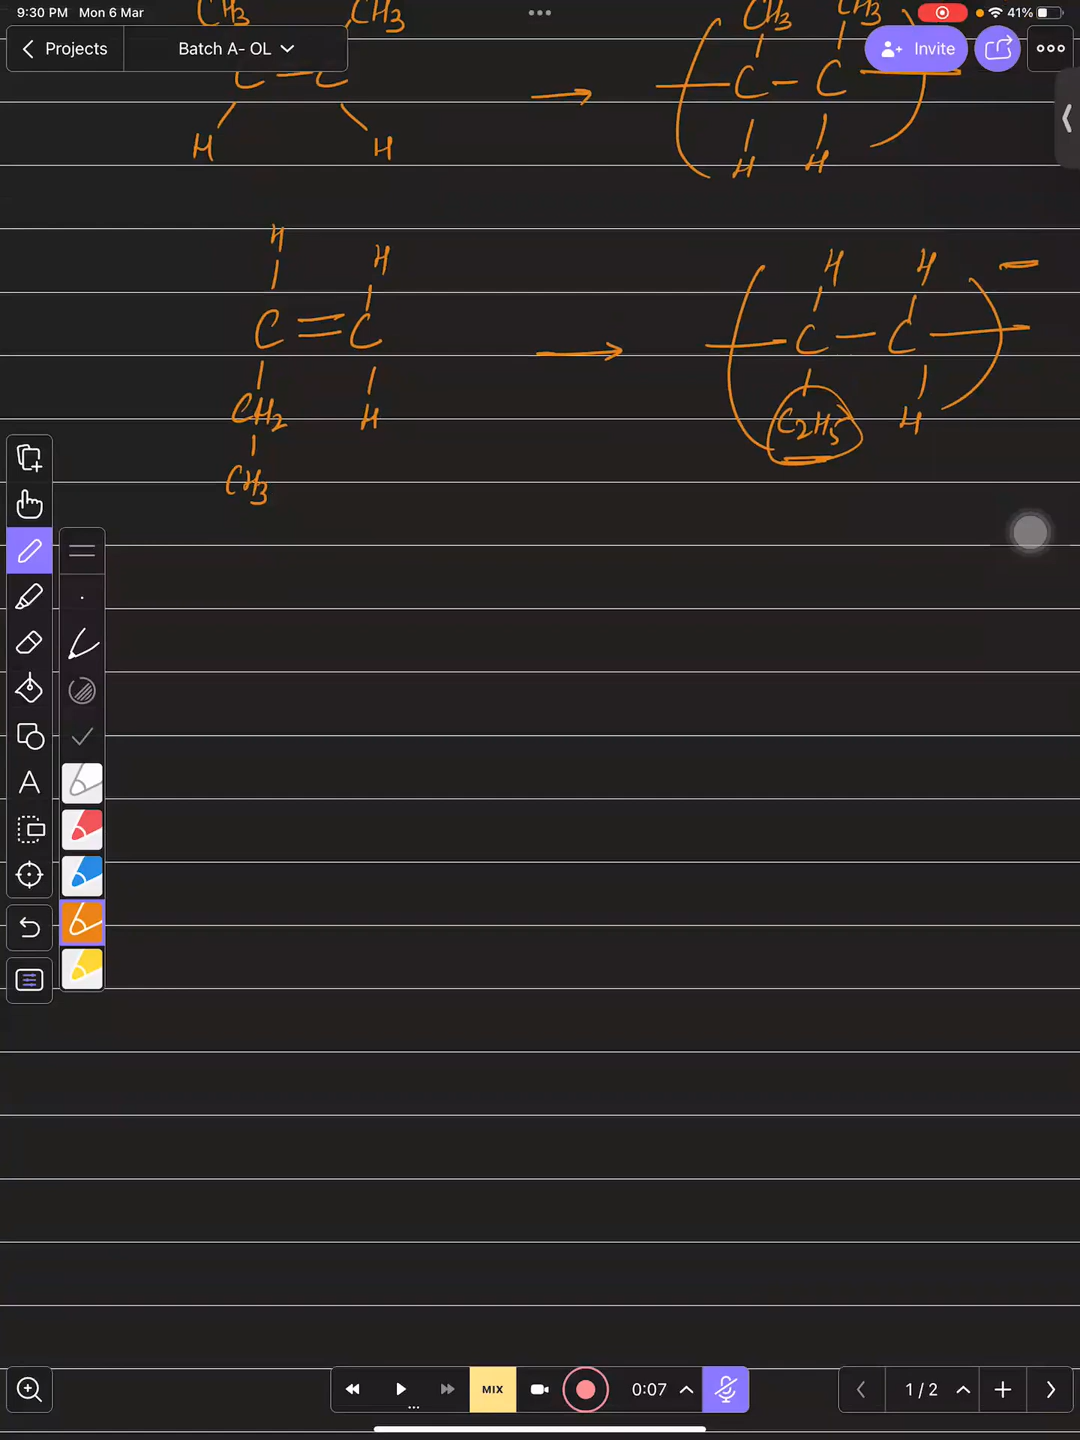 9:30 PM Mon 6 Mar
41%
Projects
Batch A- OL
Invite
CH3 CH3
CH3 CH3
C — C
→
— C — C —
H H
H H
H H
C = C
CH2 H
CH3
→
H H
— C — C —
C2H5 H
A
MIX
0:07
1 / 2